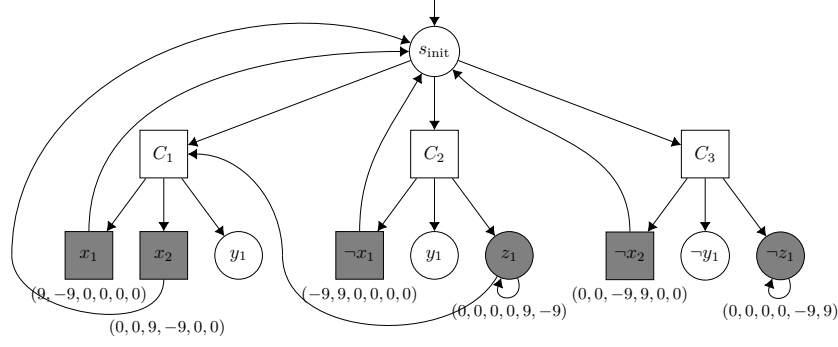 s_init
C_1
C_2
C_3
x_1
x_2
y_1
¬x_1
y_1
z_1
¬x_2
¬y_1
¬z_1
(9, −9, 0, 0, 0, 0)
(−9, 9, 0, 0, 0, 0)
(0, 0, −9, 9, 0, 0)
(0, 0, 0, 0, 9, −9)
(0, 0, 0, 0, −9, 9)
(0, 0, 9, −9, 0, 0)